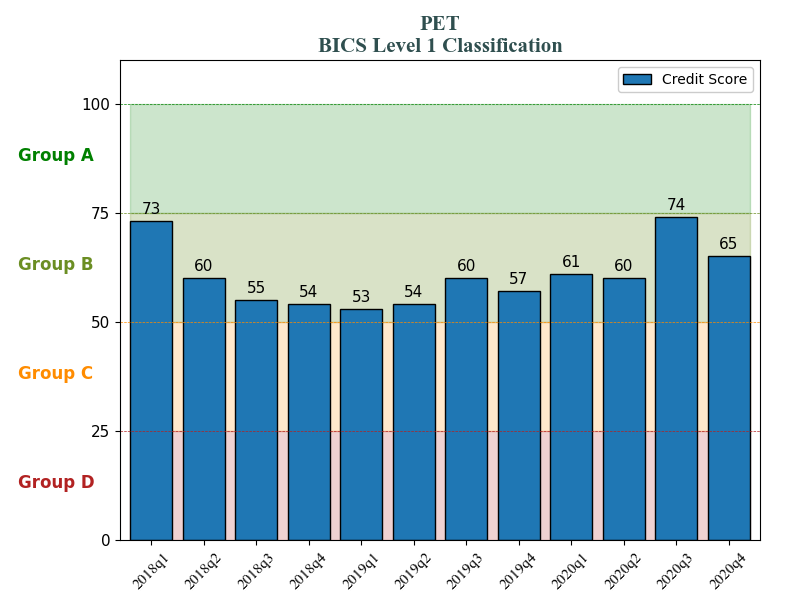 PET
BICS Level 1 Classification
Credit Score
100
Group A
73
74
75
65
60
55
54
53
54
60
57
61
60
Group B
50
Group C
25
Group D
0
2018q1 2018q2 2018q3 2018q4 2019q1 2019q2 2019q3 2019q4 2020q1 2020q2 2020q3 2020q4